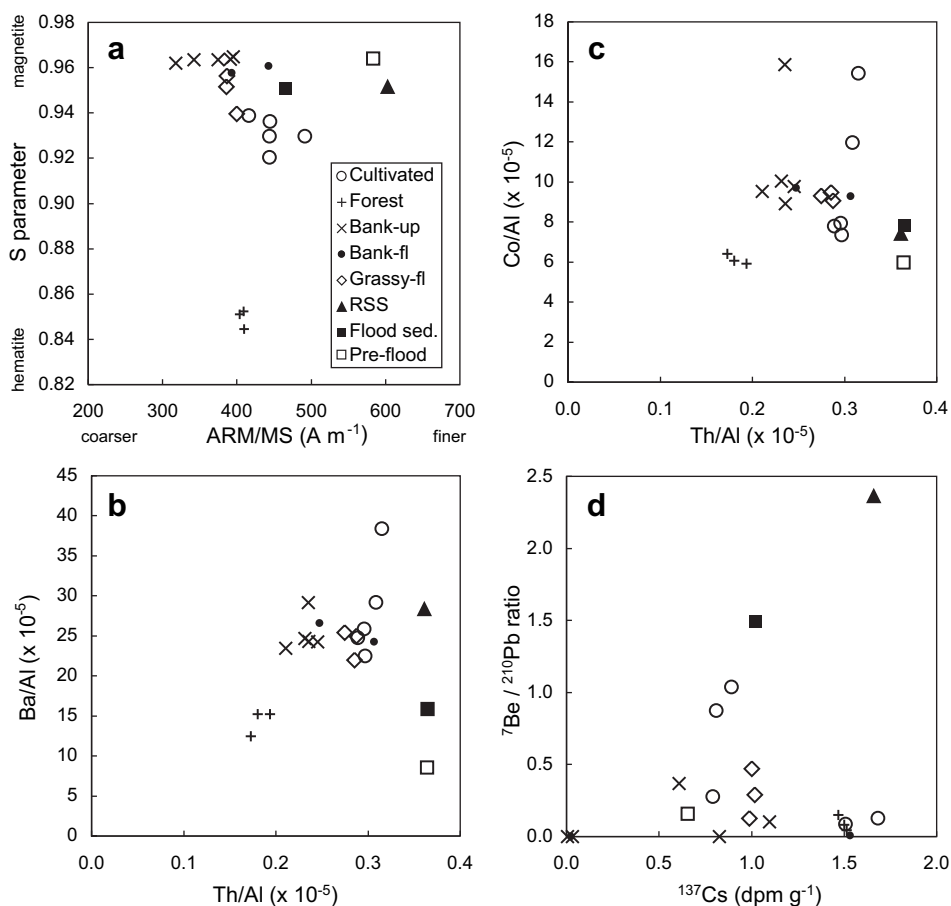 a
magnetite
hematite
S parameter
0.98
0.96
0.94
0.92
0.90
0.88
0.86
0.84
0.82
Cultivated
Forest
Bank-up
Bank-fl
Grassy-fl
RSS
Flood sed.
Pre-flood
200 300 400 500 600 700
coarser ARM/MS (A m⁻¹) finer
c
Co/Al (x 10⁻⁵)
18
16
14
12
10
8
6
4
2
0
0.0 0.1 0.2 0.3 0.4
Th/Al (x 10⁻⁵)
b
Ba/Al (x 10⁻⁵)
45
40
35
30
25
20
15
10
5
0
0.0 0.2 0.3 0.4
Th/Al (x 10⁻⁵)
d
⁷Be / ²¹⁰Pb ratio
2.5
2.0
1.5
1.0
0.5
0.0
0.0 0.5 1.0 1.5 2.0
¹³⁷Cs (dpm g⁻¹)